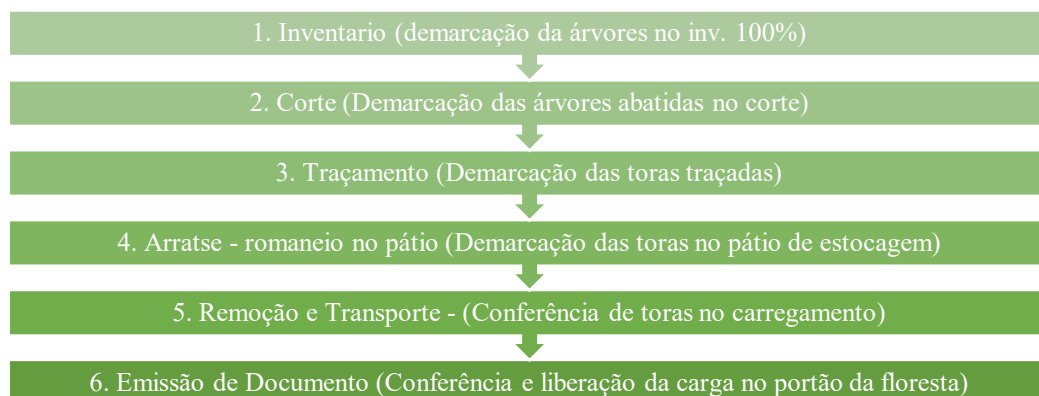 1. Inventario (demarcação da árvores no inv. 100%)
2. Corte (Demarcação das árvores abatidas no corte)
3. Traçamento (Demarcação das toras traçadas)
4. Arratse - romaneio no pátio (Demarcação das toras no pátio de estocagem)
5. Remoção e Transporte - (Conferência de toras no carregamento)
6. Emissão de Documento (Conferência e liberação da carga no portão da floresta)